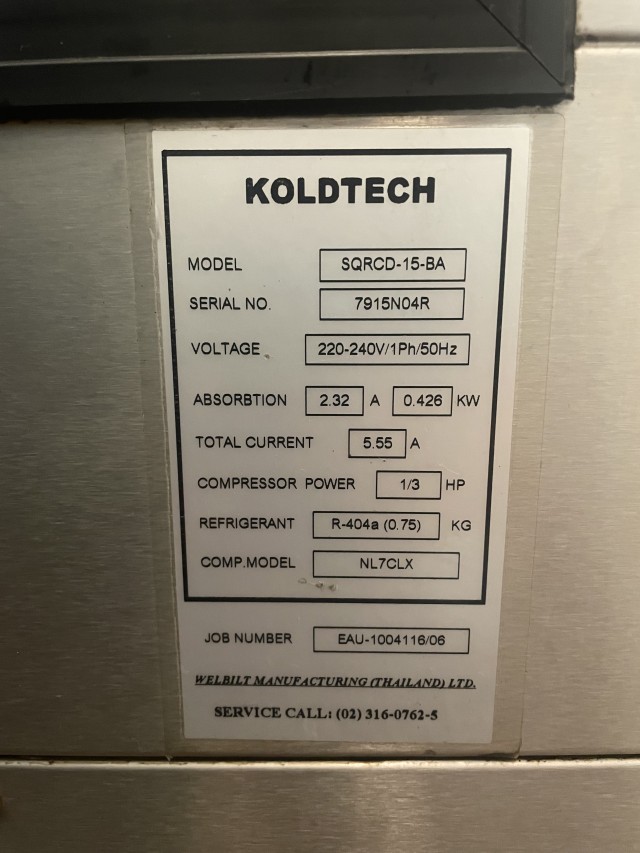 KOLDTECH
MODEL SQRCD-15-BA
SERIAL NO. 7915N04R
VOLTAGE 220-240V/1Ph/50Hz
ABSORBTION 2.32 A 0.426 KW
TOTAL CURRENT 5.55 A
COMPRESSOR POWER 1/3 HP
REFRIGERANT R-404a (0.75) KG
COMP.MODEL NL7CLX
JOB NUMBER EAU-1004116/06
WELBILT MANUFACTURING (THAILAND) LTD.
SERVICE CALL: (02) 316-0762-5